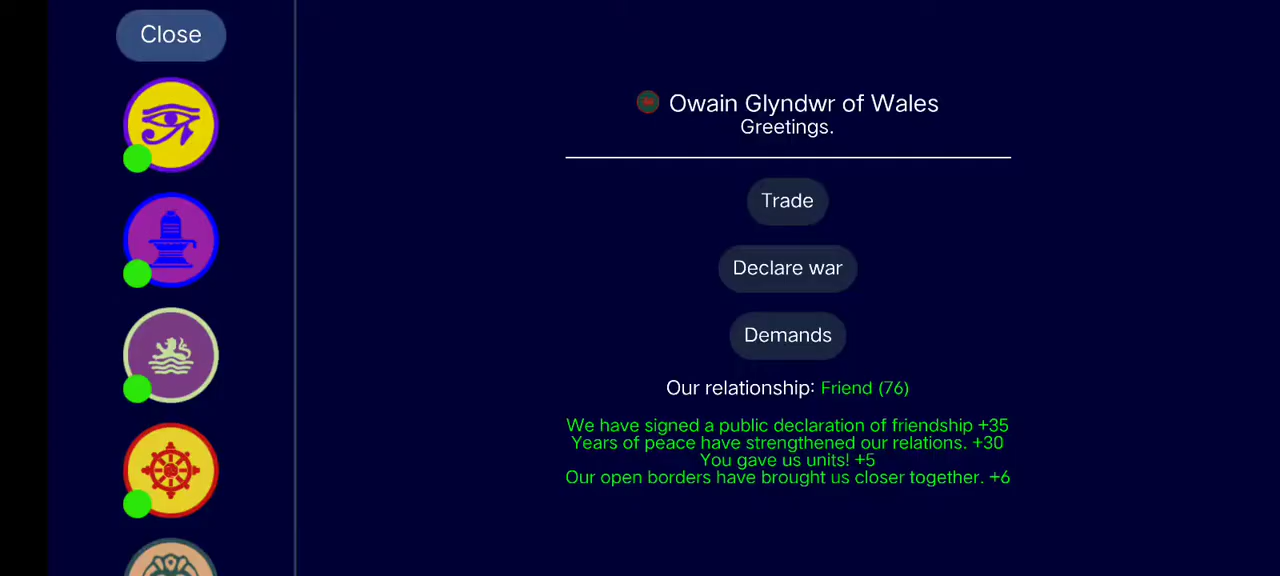 Close
Owain Glyndwr of Wales
Greetings.
Trade
Declare war
Demands
Our relationship: Friend (76)
We have signed a public declaration of friendship +35
Years of peace have strengthened our relations. +30
You gave us units! +5
Our open borders have brought us closer together. +6